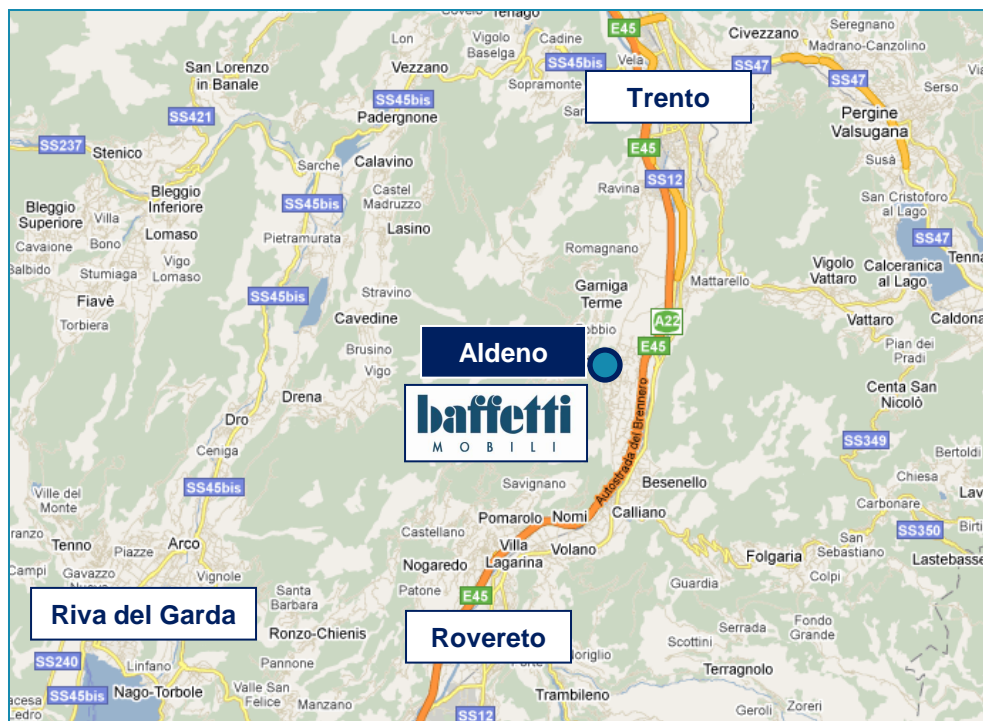 Terlago
E45
Civezzano
Seregnano
Lon
Vigolo
Baselga
Cadine
SS45bis
Vela
SS47
Madrano-Canzolino
San Lorenzo
in Banale
Vezzano
Sopramonte
Trento
SS47
Serso
SS45bis
Padergnone
Pergine
Valsugana
SS421
SS237
Stenico
Sarche
Calavino
E45
SS12
Susà
Bleggio
Superiore
Villa
Bleggio
Inferiore
SS45bis
Castel
Madruzzo
Ravina
San Cristoforo
al Lago
Cavaione
Bono
Lomaso
Pietramurata
Lasino
Romagnano
SS47
Balbido
Stumiaga
Vigo
Lomaso
Mattarello
Vigolo
Vattaro
Calceranica
al Lago
Fiavè
SS45bis
Stravino
Garniga
Terme
Torbiera
Cavedine
A22
Vattaro
E45
Brusino
Vigo
Aldeno
Pian dei
Pradi
baffetti
MOBILI
Drena
Centa San
Nicolò
Dro
Autostrada del Brennero
SS349
Ceniga
Bertoldi
Ville del
Monte
SS45bis
Savignano
Besenello
Chiesa
Carbonare
Pomarolo
Nomi
Calliano
SS350
Tenno
Piazze
Arco
Castellano
Villa
Lagarina
Volano
Folgaria
San
Sebastiano
Lastebasse
Campi
Gavazzo
Vignole
Nogaredo
Guardia
Colpi
Santa
Barbara
Patone
E45
Riva del Garda
Ronzo-Chienis
Rovereto
Serrada
Fondo
Grande
Scottini
SS240
Linfano
Pannone
Terragnolo
SS45bis
Nago-Torbole
Valle San
Felice
Manzano
SS12
Trambileno
Geroli
Zoreri